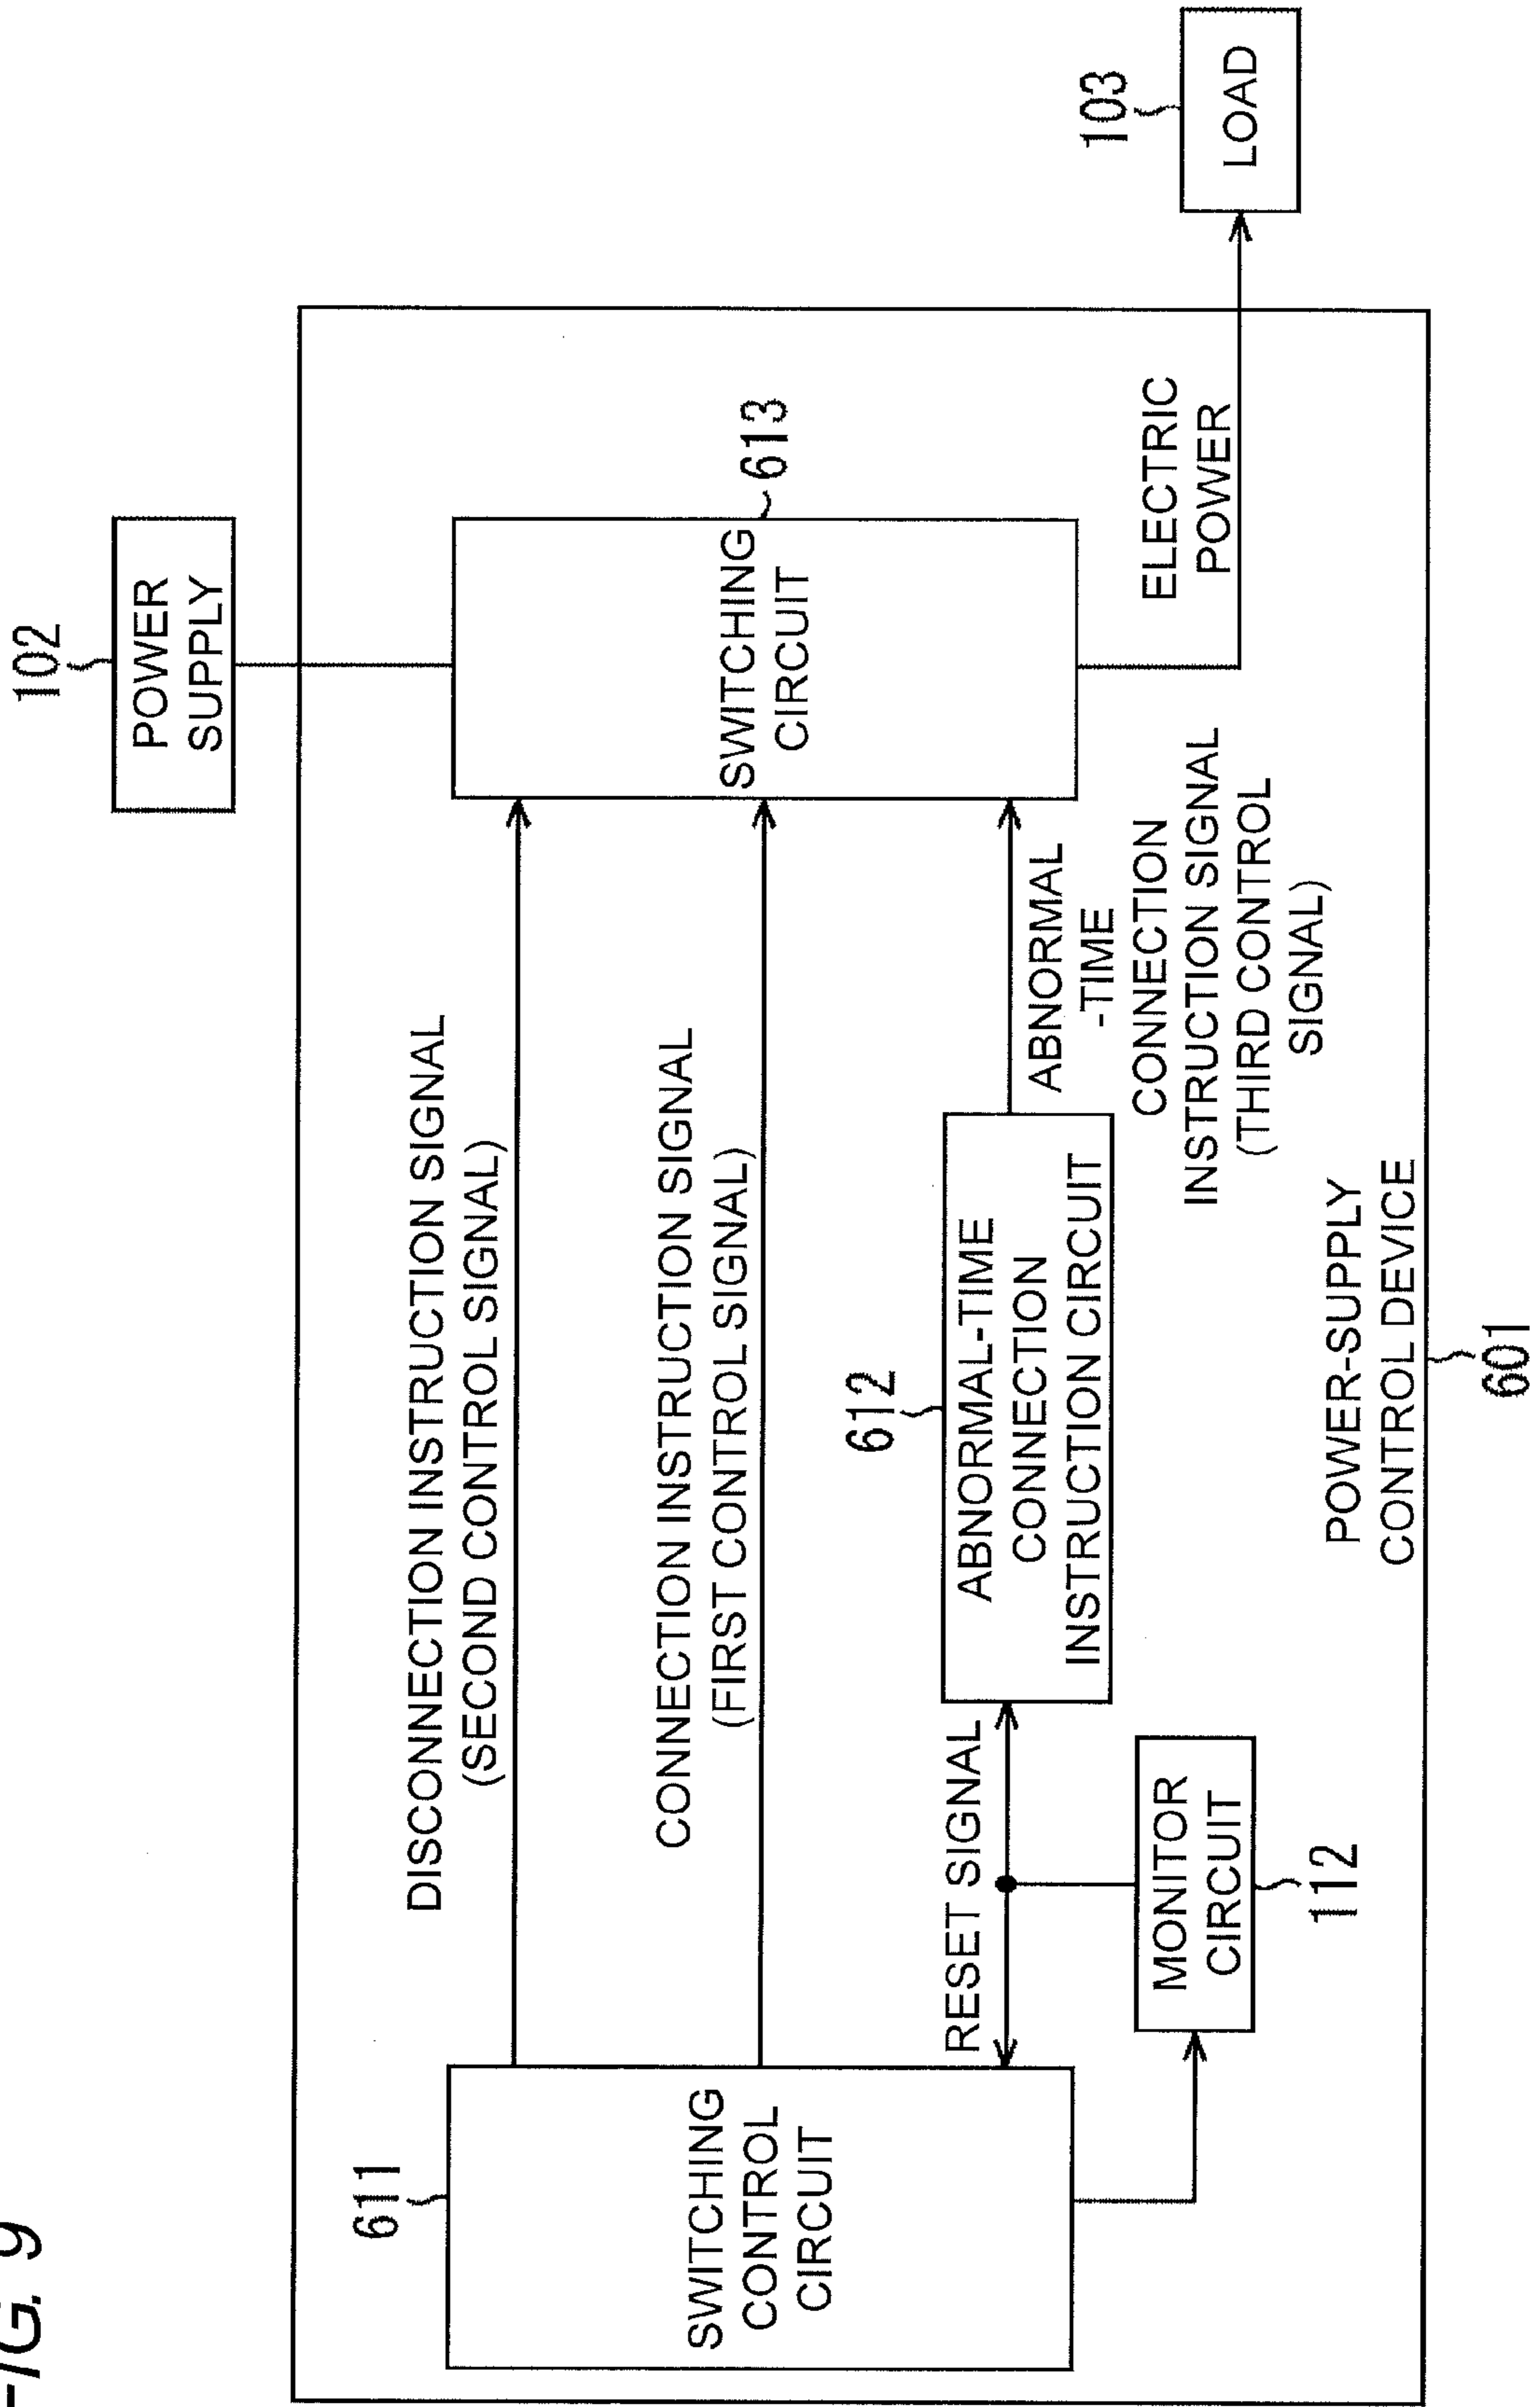 FIG. 9
102
POWER
SUPPLY
611
SWITCHING
CONTROL
CIRCUIT
DISCONNECTION INSTRUCTION SIGNAL
(SECOND CONTROL SIGNAL)
CONNECTION INSTRUCTION SIGNAL
(FIRST CONTROL SIGNAL)
613
SWITCHING
CIRCUIT
RESET SIGNAL
612
ABNORMAL-TIME
CONNECTION
INSTRUCTION CIRCUIT
ABNORMAL
-TIME
CONNECTION
INSTRUCTION SIGNAL
(THIRD CONTROL
SIGNAL)
ELECTRIC
POWER
103
LOAD
MONITOR
CIRCUIT
112
POWER-SUPPLY
CONTROL DEVICE
601